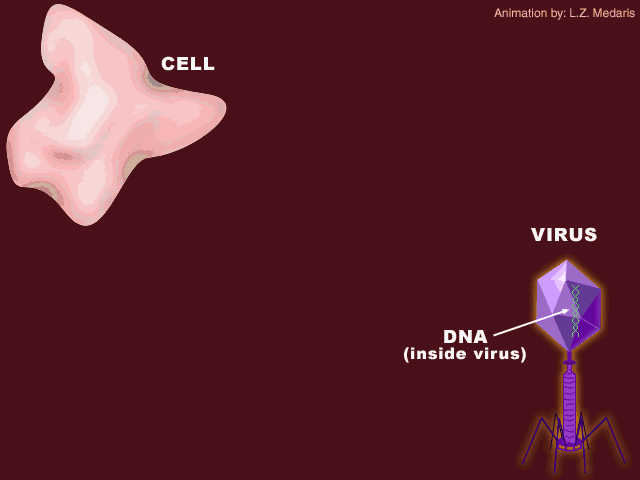 Animation by: L.Z. Medaris
CELL
VIRUS
DNA
(inside virus)